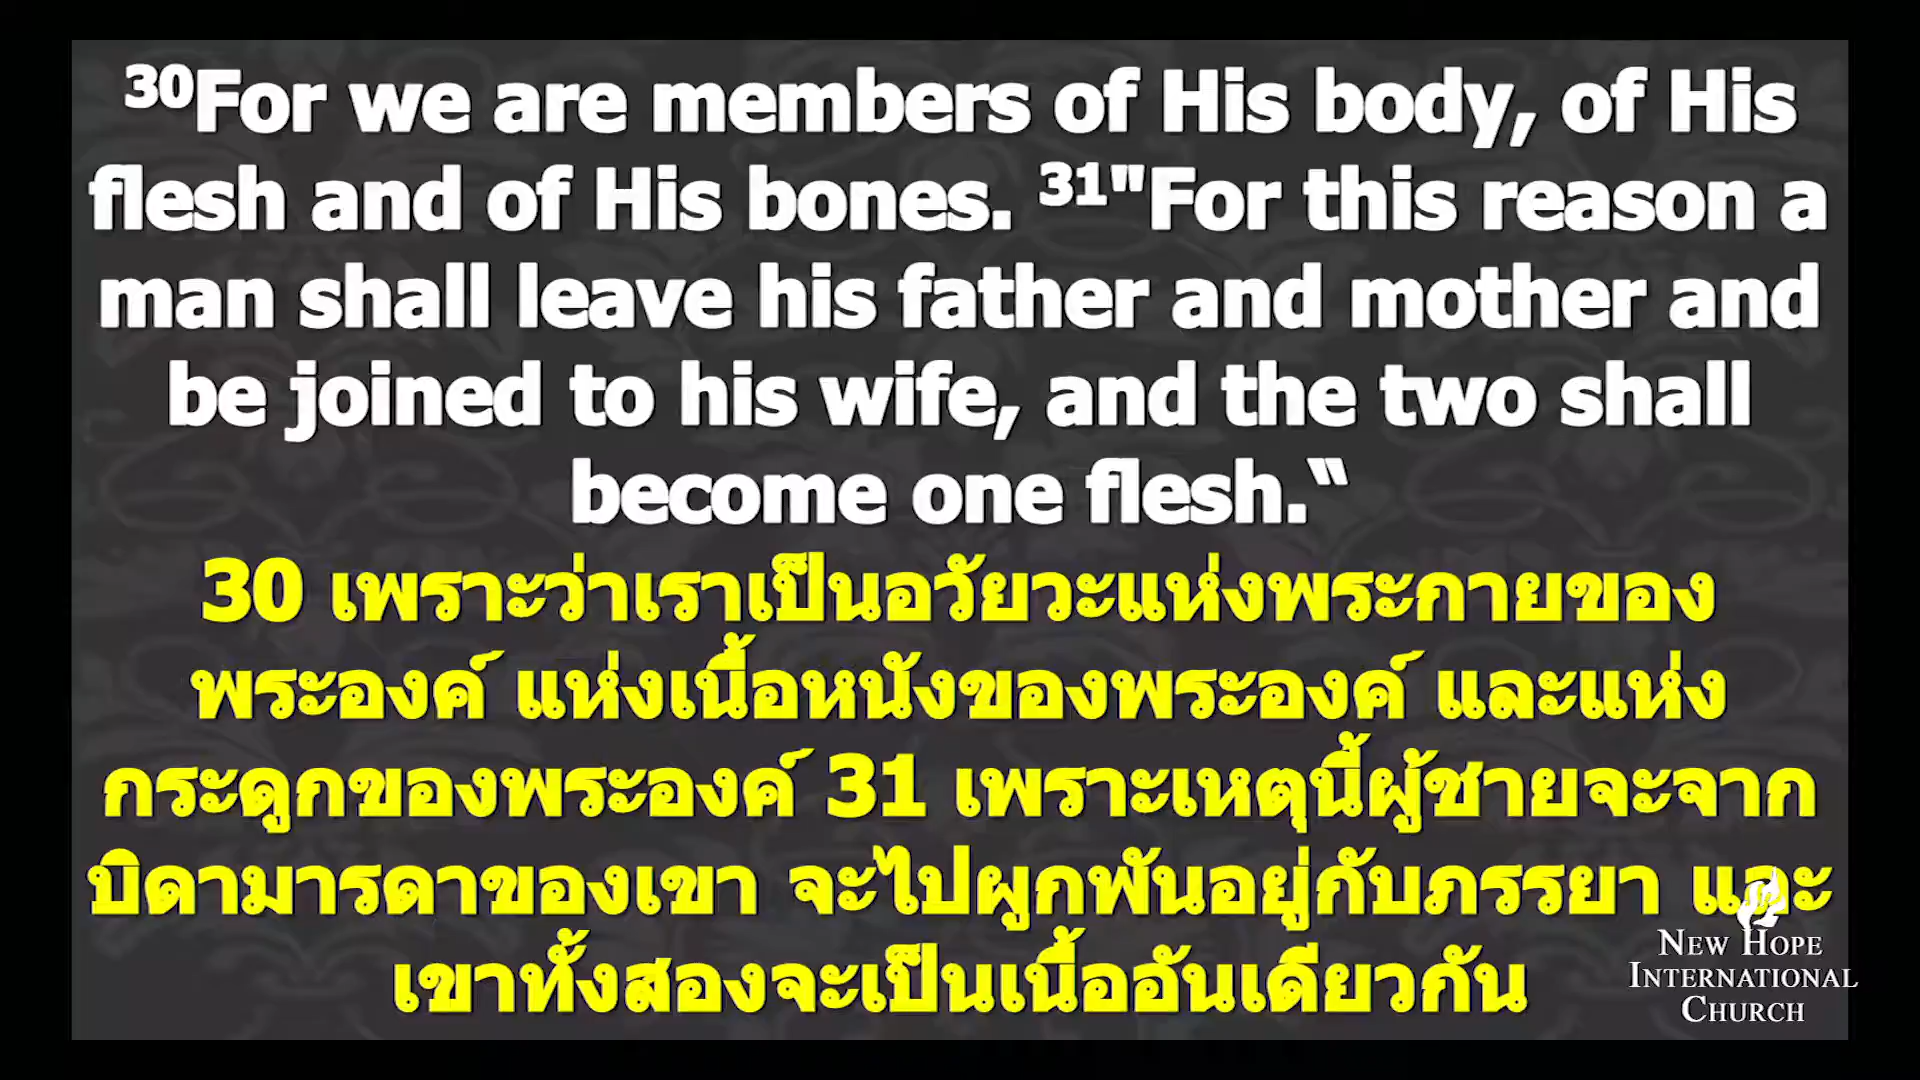 30For we are members of His body, of His
flesh and of His bones. 31"For this reason a
man shall leave his father and mother and
be joined to his wife, and the two shall
become one flesh.“
30 เพราะว่าเราเป็นอวัยวะแห่งพระกายของ
พระองค์ แห่งเนื้อหนังของพระองค์ และแห่ง
กระดูกของพระองค์ 31 เพราะเหตุนี้ผู้ชายจะจาก
บิดามารดาของเขา จะไปผูกพันอยู่กับภรรยา และ
เขาทั้งสองจะเป็นเนื้ออันเดียวกัน
NEW HOPE
INTERNATIONAL
CHURCH